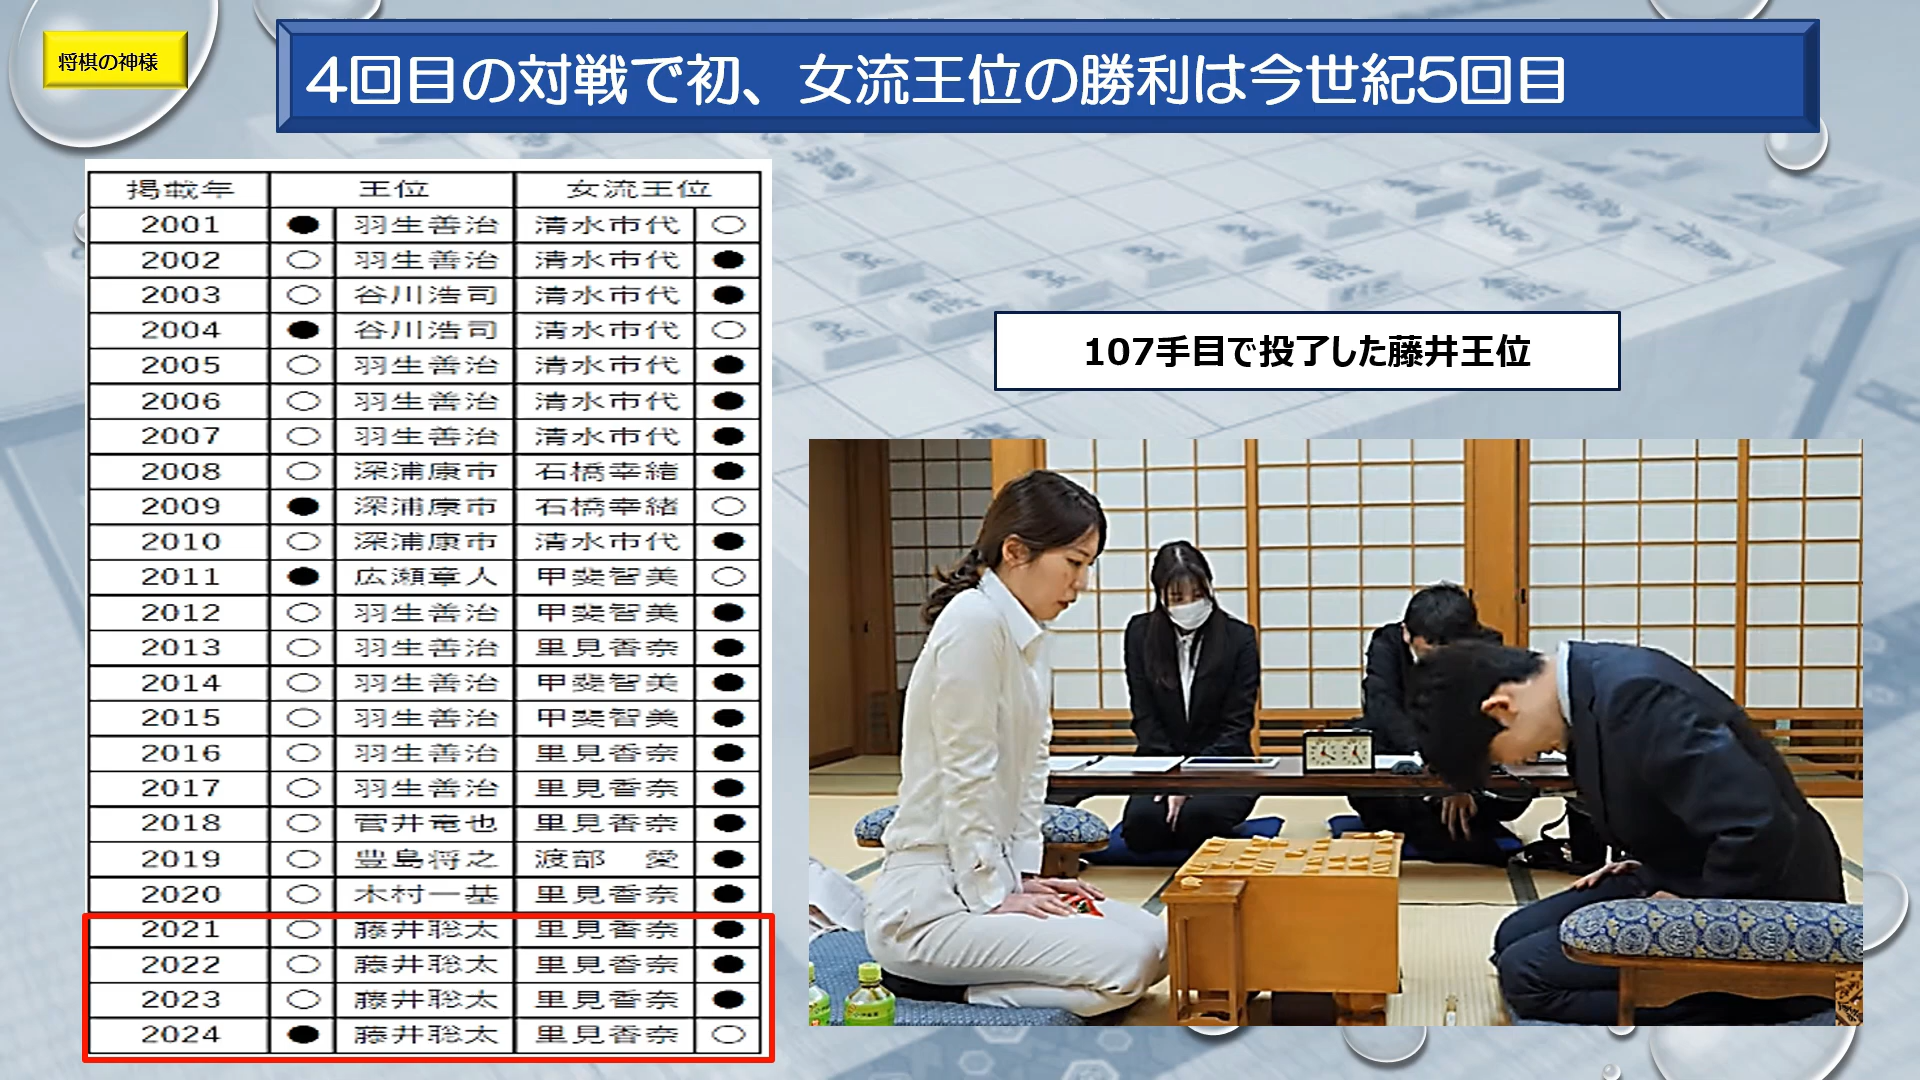 将棋の神様
4回目の対戦で初、女流王位の勝利は今世紀5回目
掲載年 王位 女流王位
2001 ● 羽生善治 清水市代 ○
2002 ○ 羽生善治 清水市代 ●
2003 ○ 谷川浩司 清水市代 ●
2004 ● 谷川浩司 清水市代 ○
2005 ○ 羽生善治 清水市代 ●
2006 ○ 羽生善治 清水市代 ●
2007 ○ 羽生善治 清水市代 ●
2008 ○ 深浦康市 石橋幸緒 ●
2009 ● 深浦康市 石橋幸緒 ○
2010 ○ 深浦康市 清水市代 ●
2011 ● 広瀬章人 甲斐智美 ○
2012 ○ 羽生善治 甲斐智美 ●
2013 ○ 羽生善治 里見香奈 ●
2014 ○ 羽生善治 甲斐智美 ●
2015 ○ 羽生善治 甲斐智美 ●
2016 ○ 羽生善治 里見香奈 ●
2017 ○ 羽生善治 里見香奈 ●
2018 ○ 菅井竜也 里見香奈 ●
2019 ○ 豊島将之 渡部 愛 ●
2020 ○ 木村一基 里見香奈 ●
2021 ○ 藤井聡太 里見香奈 ●
2022 ○ 藤井聡太 里見香奈 ●
2023 ○ 藤井聡太 里見香奈 ●
2024 ● 藤井聡太 里見香奈 ○
107手目で投了した藤井王位